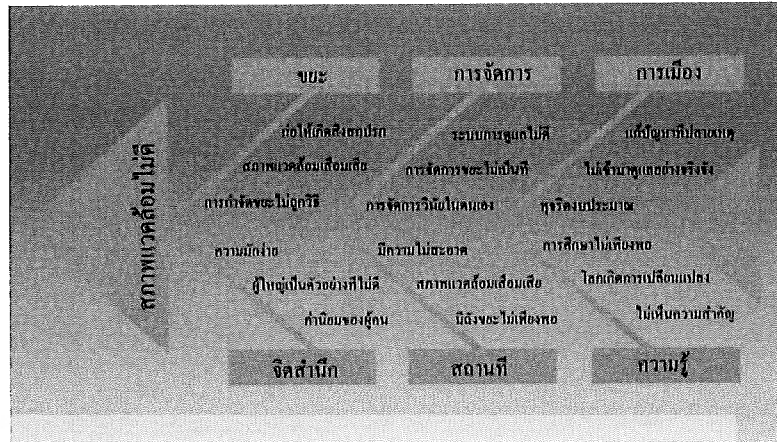 ขยะ
การจัดการ
การเมือง
ก่อให้เกิดสิ่งสกปรก
ระบบการดูแลไม่ดี
แก้ปัญหาที่ปลายเหตุ
สภาพแวดล้อมเสื่อมเสีย
การจัดการขยะไม่เป็นที่
ไม่เข้ามาดูแลอย่างจริงจัง
การกำจัดขยะไม่ถูกวิธี
การจัดการวินัยในตนเอง
ทุจริตงบประมาณ
สภาพแวดล้อมไม่ดี
ความมักง่าย
มีความไม่สะอาด
การศึกษาไม่เพียงพอ
ผู้ใหญ่เป็นตัวอย่างที่ไม่ดี
สภาพแวดล้อมเสื่อมเสีย
โลกเกิดการเปลี่ยนแปลง
ค่านิยมของผู้คน
มีถังขยะไม่เพียงพอ
ไม่เห็นความสำคัญ
จิตสำนึก
สถานที่
ความรู้